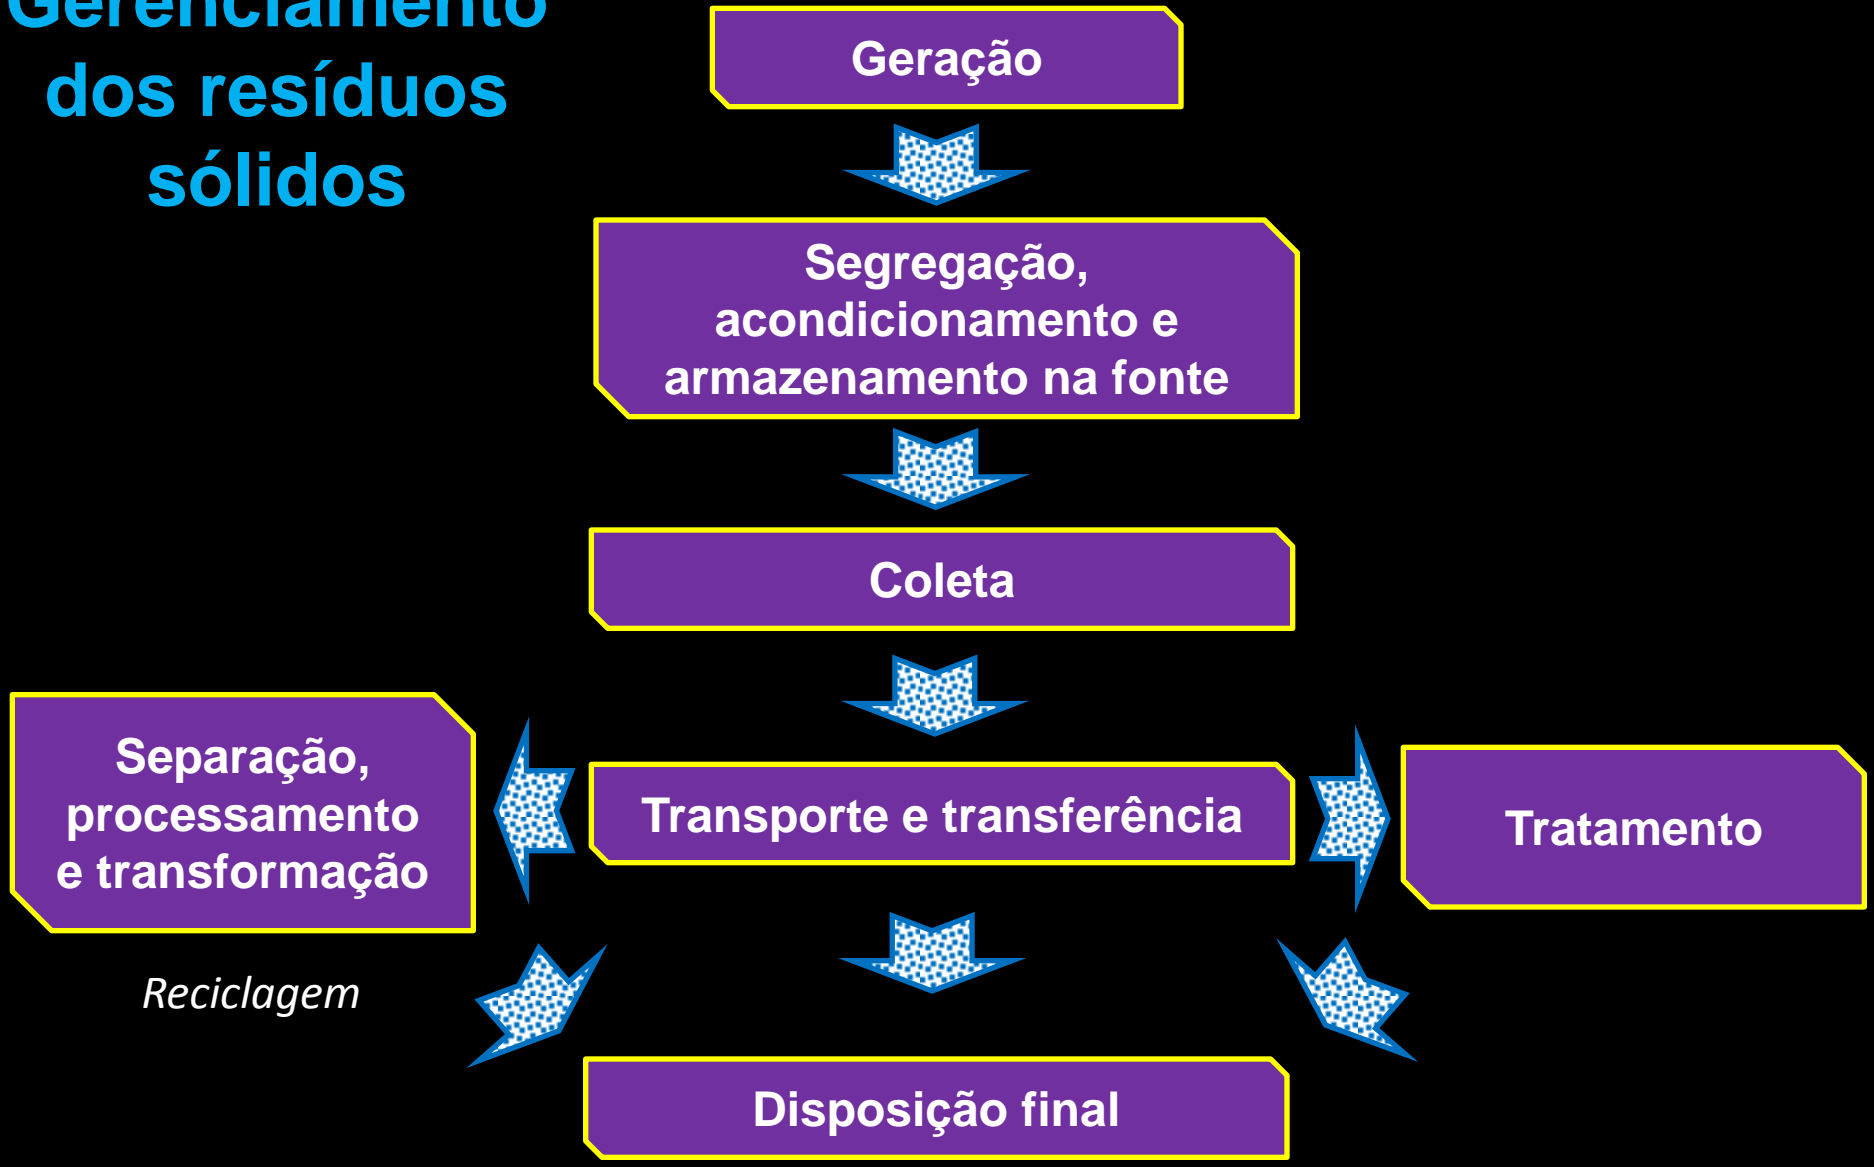 Gerenciamento
dos resíduos
sólidos
Geração
Segregação,
acondicionamento e
armazenamento na fonte
Coleta
Separação,
processamento
e transformação
Transporte e transferência
Tratamento
Reciclagem
Disposição final